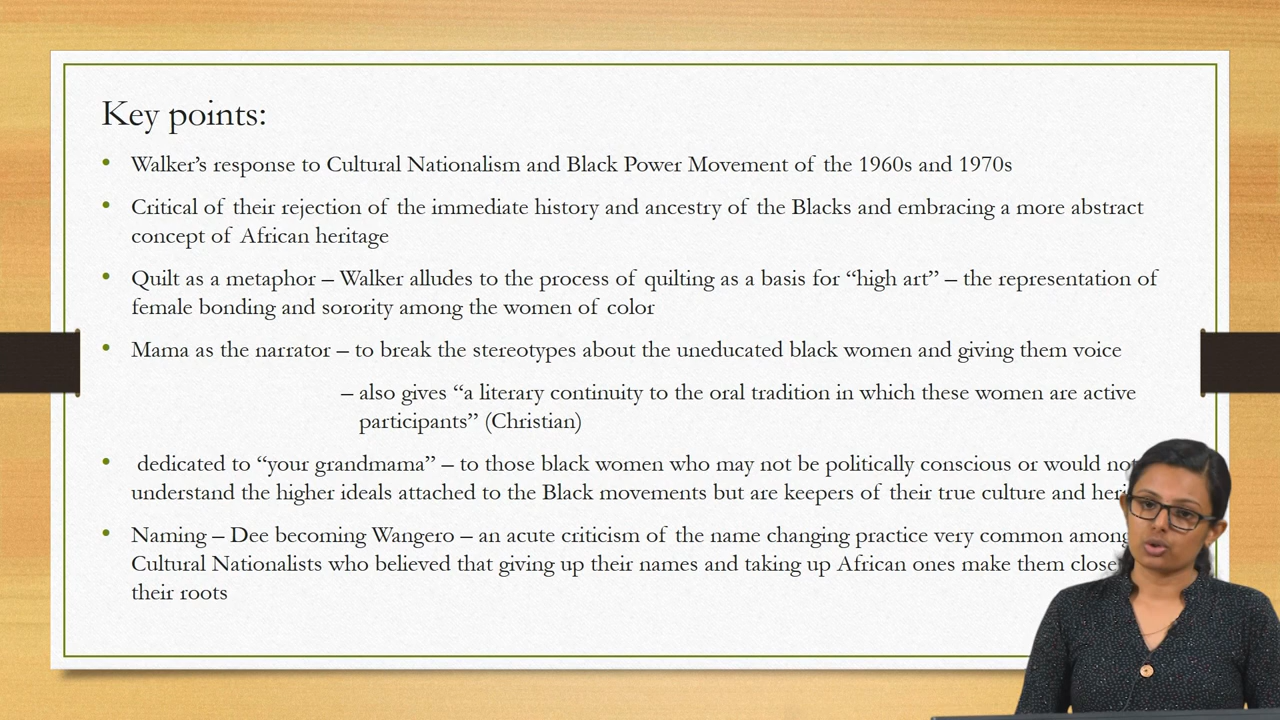 Key points:
• Walker’s response to Cultural Nationalism and Black Power Movement of the 1960s and 1970s
• Critical of their rejection of the immediate history and ancestry of the Blacks and embracing a more abstract
concept of African heritage
• Quilt as a metaphor – Walker alludes to the process of quilting as a basis for “high art” – the representation of
female bonding and sorority among the women of color
• Mama as the narrator – to break the stereotypes about the uneducated black women and giving them voice
– also gives “a literary continuity to the oral tradition in which these women are active
participants” (Christian)
• dedicated to “your grandmama” – to those black women who may not be politically conscious or would
understand the higher ideals attached to the Black movements but are keepers of their true culture and
• Naming – Dee becoming Wangero – an acute criticism of the name changing practice very common among
Cultural Nationalists who believed that giving up their names and taking up African ones make them
their roots